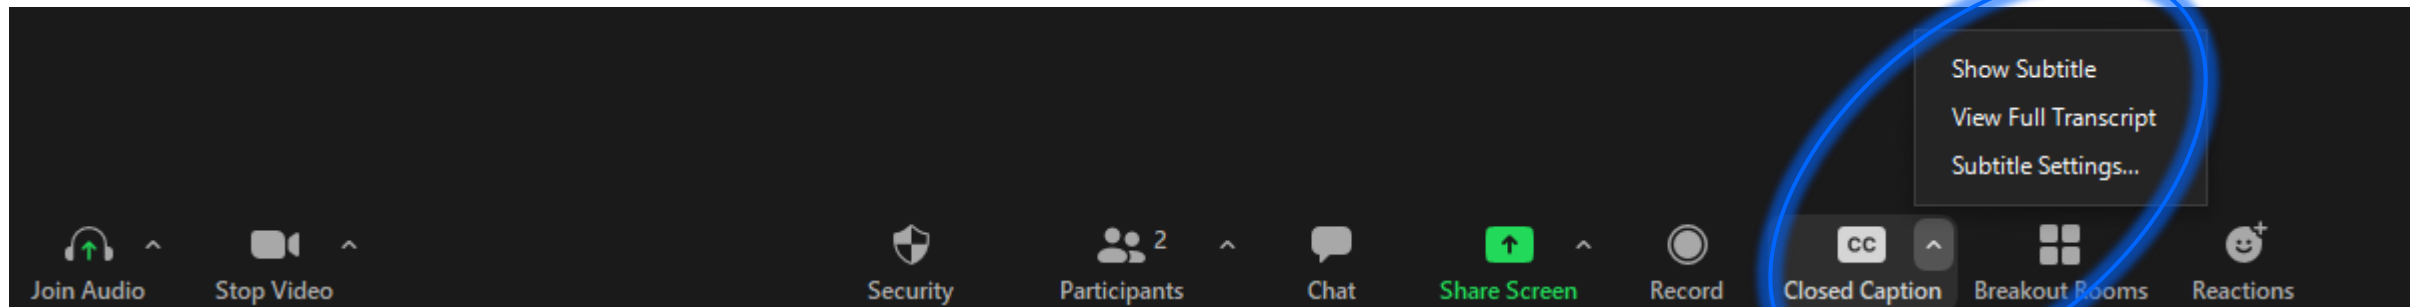 Show Subtitle
View Full Transcript
Subtitle Settings...
2
CC
Join Audio
Stop Video
Security
Participants
Chat
Share Screen
Record
Closed Caption
Breakout Rooms
Reactions